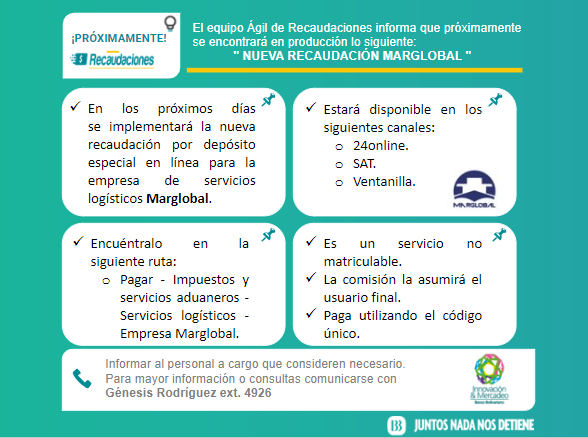 ¡PRÓXIMAMENTE!
$ Recaudaciones
El equipo Ágil de Recaudaciones informa que próximamente
se encontrará en producción lo siguiente:
" NUEVA RECAUDACIÓN MARGLOBAL "
✓ En los próximos días
se implementará la nueva
recaudación por depósito
especial en línea para la
empresa de servicios
logísticos Marglobal.
✓ Estará disponible en los
siguientes canales:
o 24online.
o SAT.
o Ventanilla.
MARGLOBAL
✓ Encuéntralo en la
siguiente ruta:
o Pagar - Impuestos y
servicios aduaneros -
Servicios logísticos -
Empresa Marglobal.
✓ Es un servicio no
matriculable.
✓ La comisión la asumirá el
usuario final.
✓ Paga utilizando el código
único.
Informar al personal a cargo que consideren necesario.
Para mayor información o consultas comunicarse con
Génesis Rodríguez ext. 4926
Innovación
& Mercadeo
Banco Bolivariano
BB JUNTOS NADA NOS DETIENE